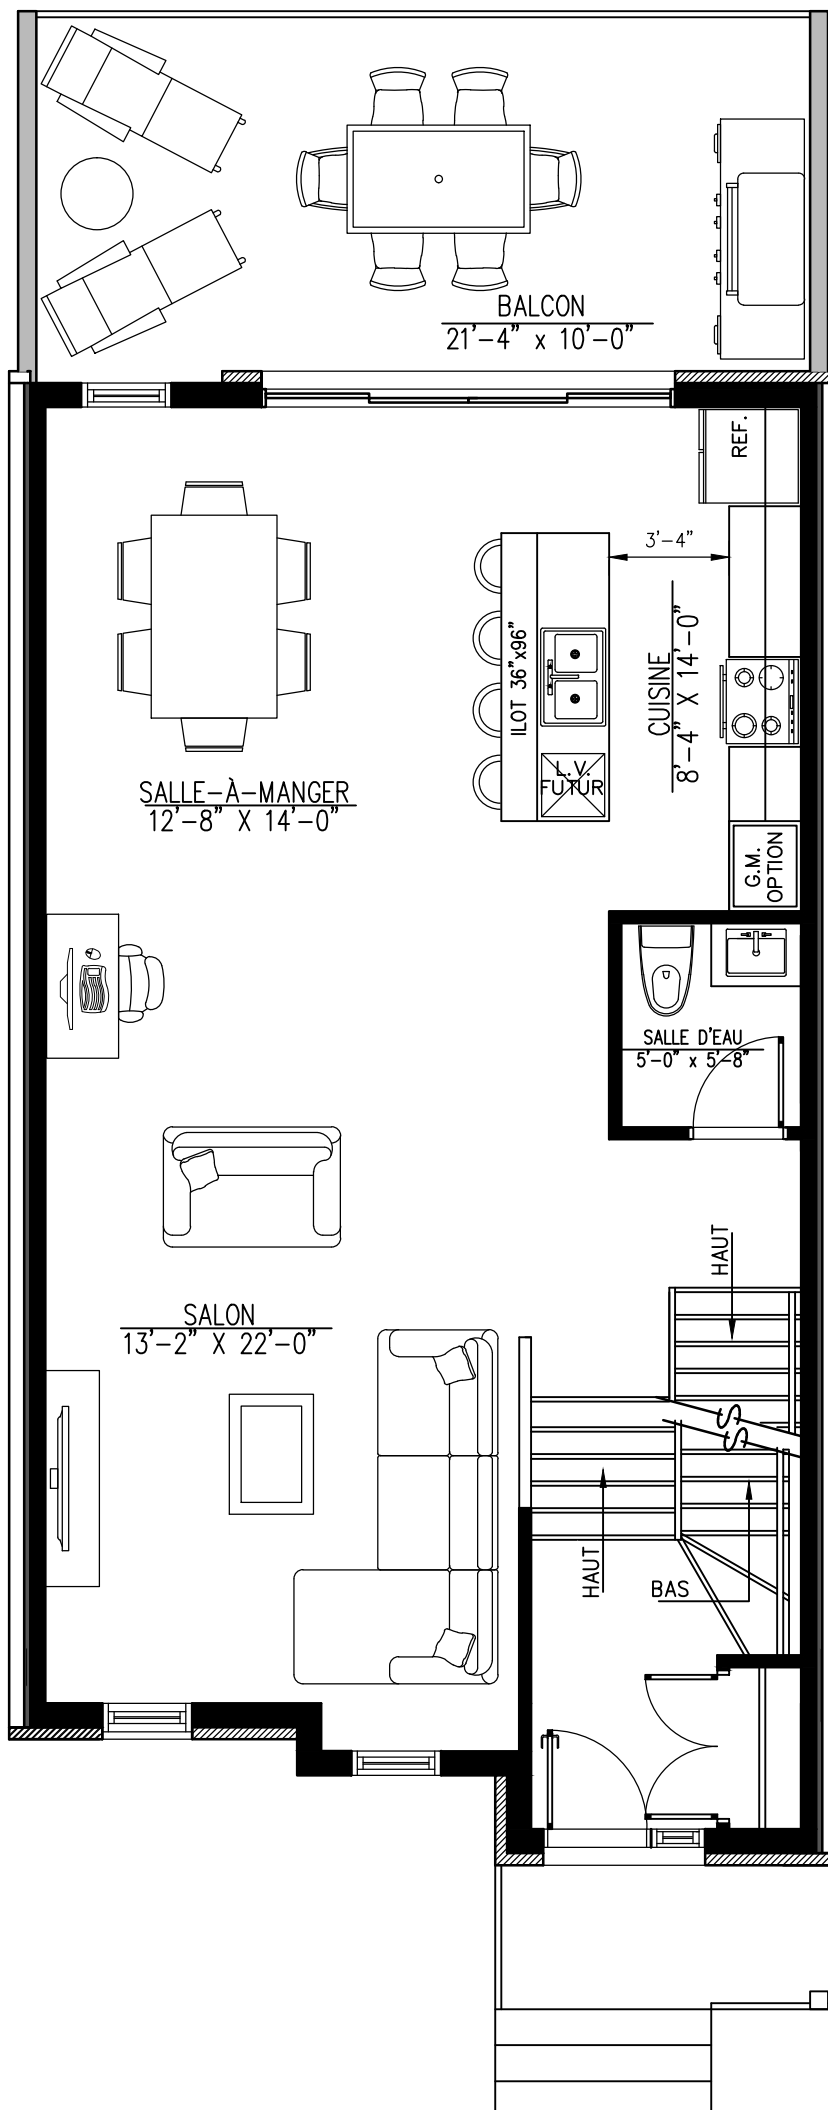 BALCON
21'-4" x 10'-0"
REF.
3'-4"
ILOT 36"x96"
CUISINE
8'-4" X 14'-0"
L.V.
FUTUR
SALLE-À-MANGER
12'-8" X 14'-0"
G.M.
OPTION
SALLE D'EAU
5'-0" x 5'-8"
HAUT
SALON
13'-2" X 22'-0"
HAUT
BAS